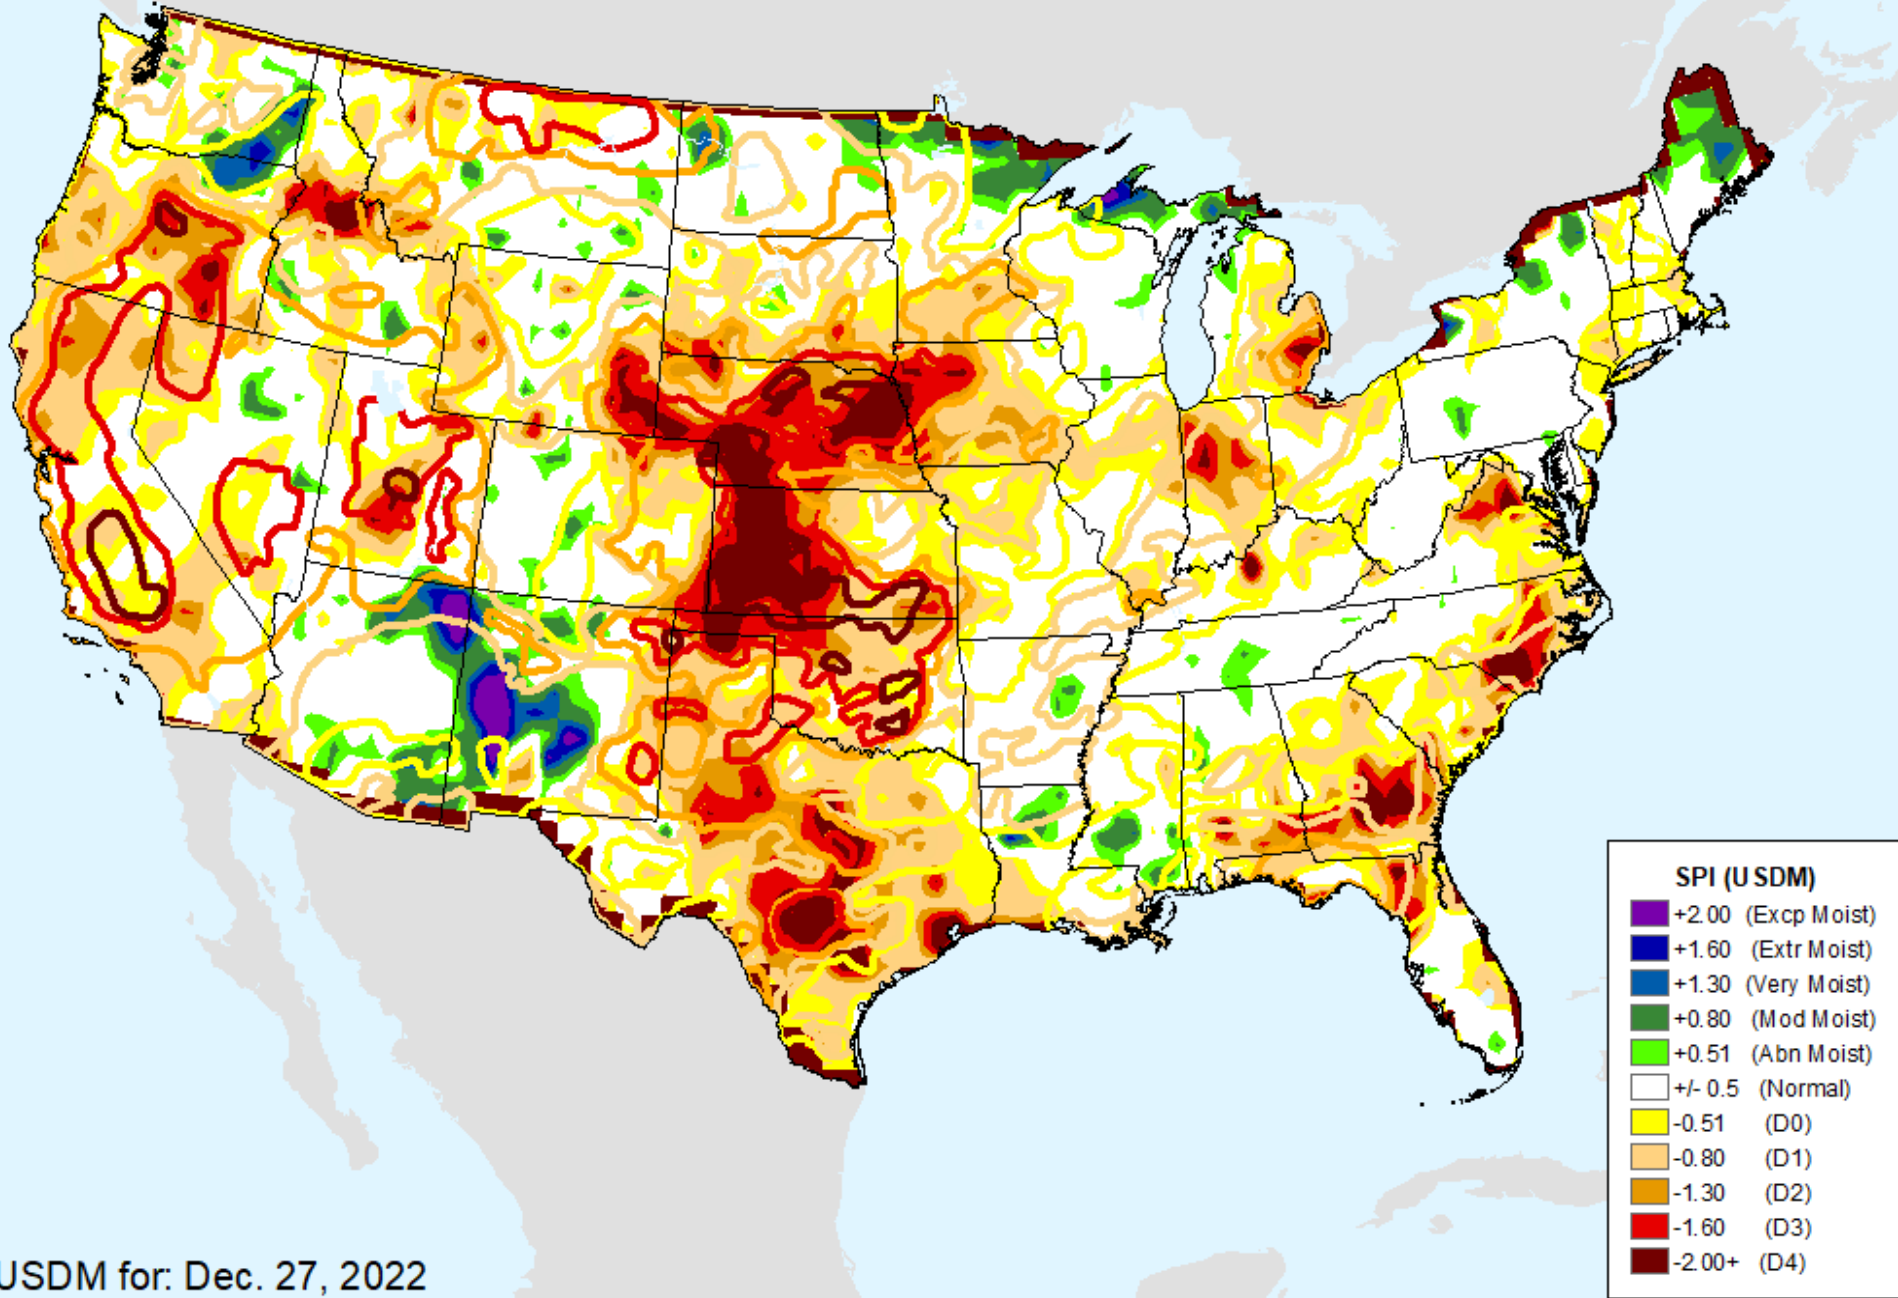 SPI (USDM)
+2.00 (Excp Moist)
+1.60 (Extr Moist)
+1.30 (Very Moist)
+0.80 (Mod Moist)
+0.51 (Abn Moist)
+/- 0.5 (Normal)
-0.51 (D0)
-0.80 (D1)
-1.30 (D2)
-1.60 (D3)
-2.00+ (D4)
USDM for: Dec. 27, 2022